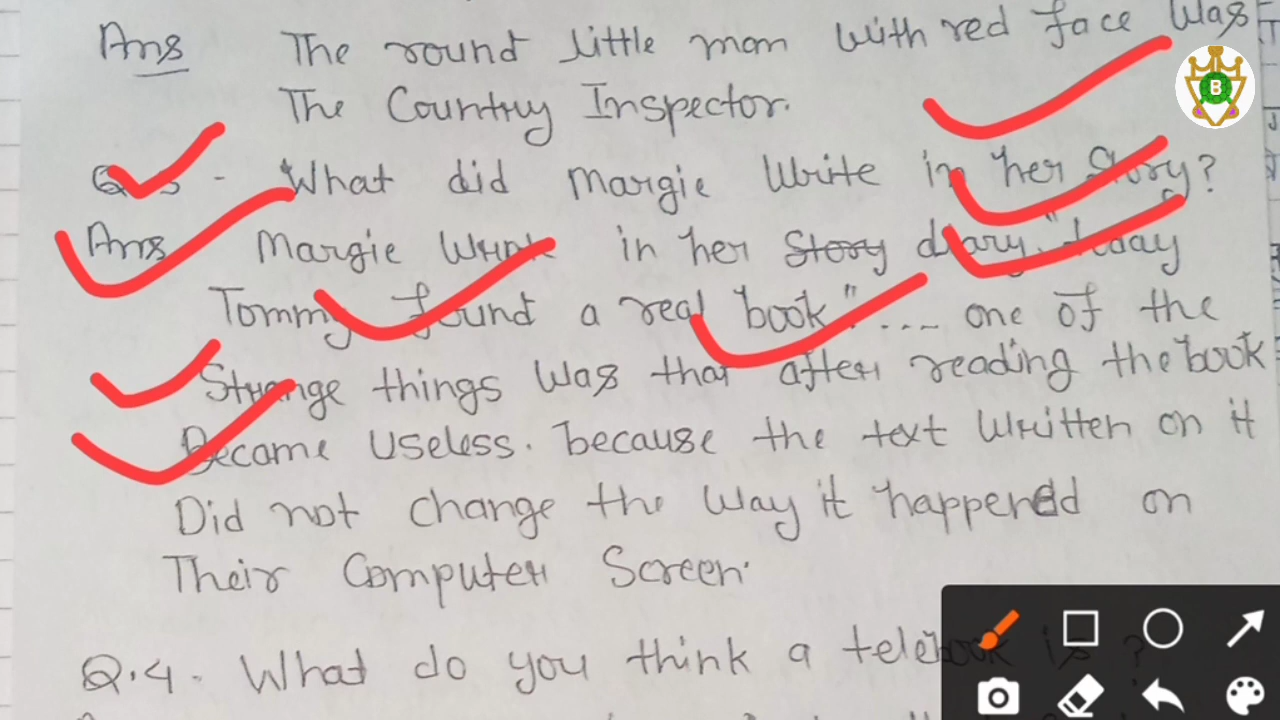 Ans The round little man with red face was
The Country Inspector.
Q. 3 - What did Margie Write in her Story?
Ans Margie Write in her Story diary "today
Tommy found a real book" .... one of the
Strange things was that after reading the book
Became useless. because the text written on it
Did not change the way it happened on
Their Computer Screen.
Q.4. What do you think a telebook is ?
B